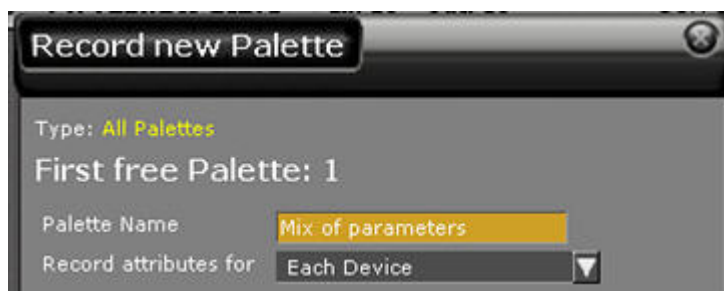 Record new Palette
Type: All Palettes
First free Palette: 1
Palette Name Mix of parameters
Record attributes for Each Device